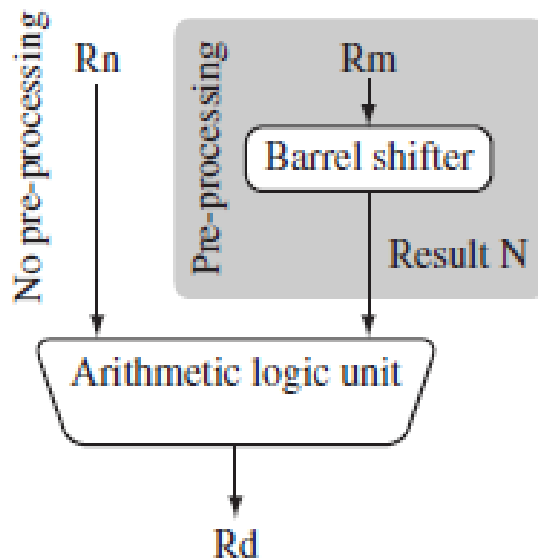 No pre-processing
Rn
Pre-processing
Rm
Barrel shifter
Result N
Arithmetic logic unit
Rd